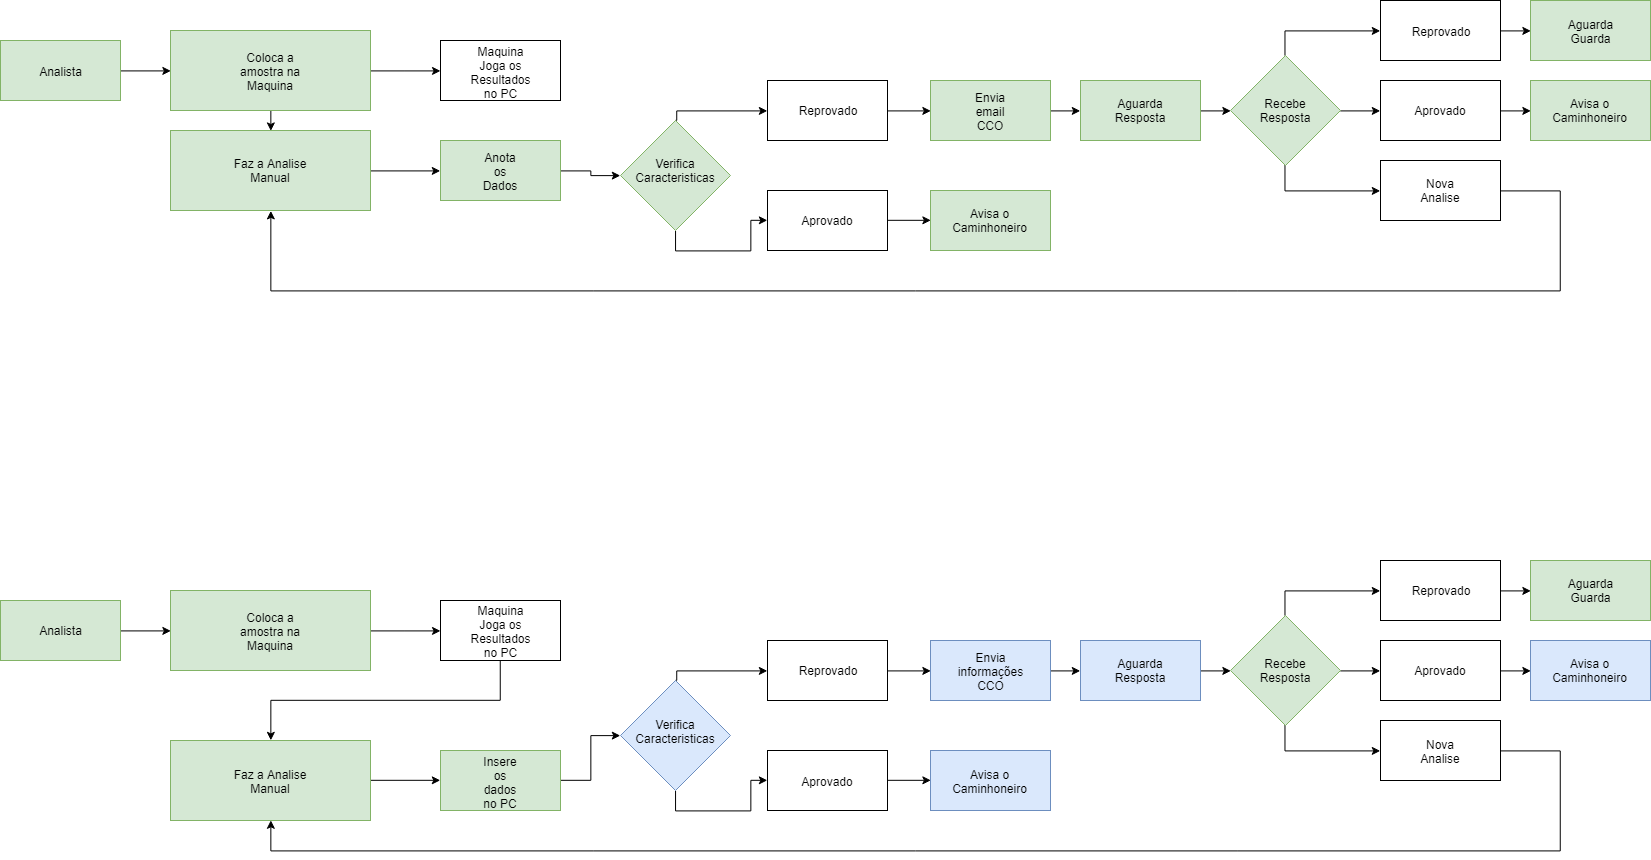 Analista
Coloca a
amostra na
Maquina
Maquina
Joga os
Resultados
no PC
Faz a Analise
Manual
Anota
os
Dados
Verifica
Caracteristicas
Reprovado
Envia
email
CCO
Aguarda
Resposta
Recebe
Resposta
Reprovado
Aguarda
Guarda
Aprovado
Avisa o
Caminhoneiro
Nova
Analise
Aprovado
Avisa o
Caminhoneiro
Analista
Coloca a
amostra na
Maquina
Maquina
Joga os
Resultados
no PC
Faz a Analise
Manual
Insere
os
dados
no PC
Verifica
Caracteristicas
Reprovado
Envia
informações
CCO
Aguarda
Resposta
Recebe
Resposta
Reprovado
Aguarda
Guarda
Aprovado
Avisa o
Caminhoneiro
Nova
Analise
Aprovado
Avisa o
Caminhoneiro